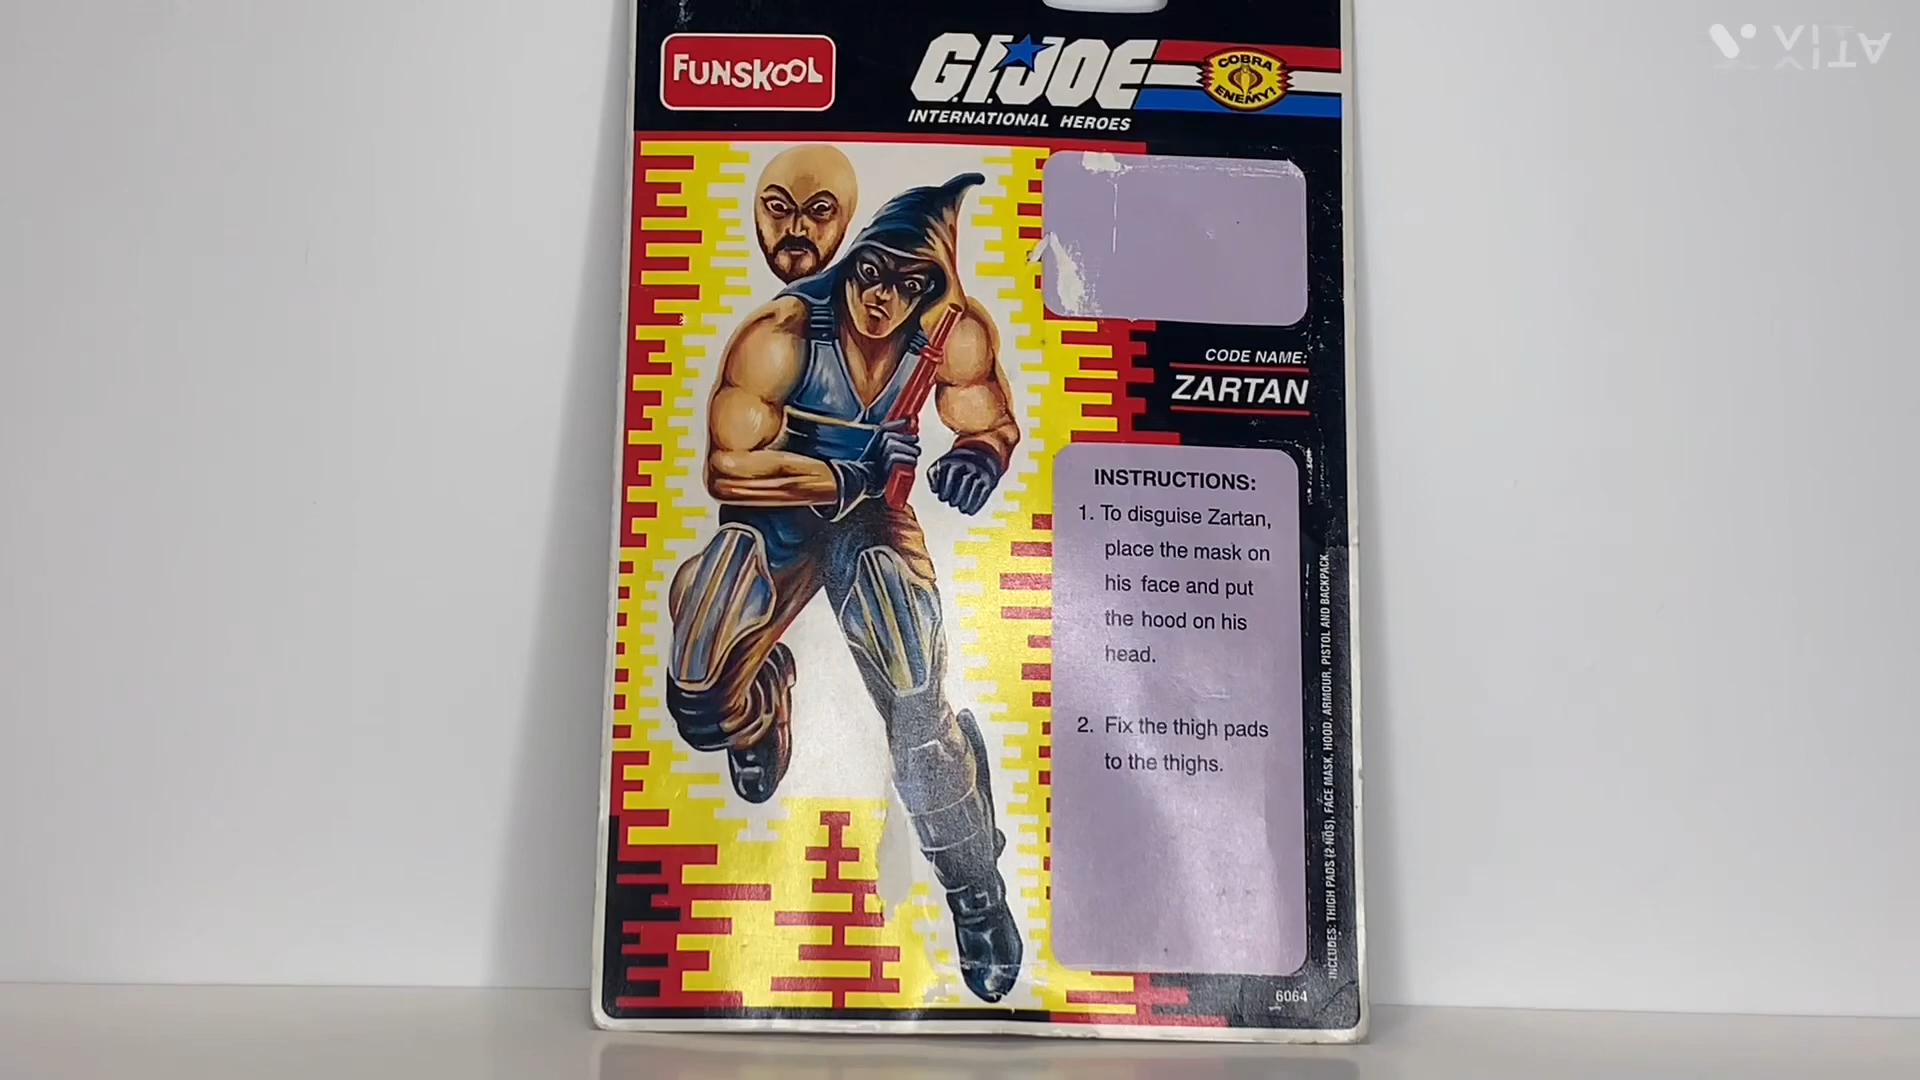 FUNSKOOL
G.I.JOE
INTERNATIONAL HEROES
COBRA
ENEMY!
CODE NAME:
ZARTAN
INSTRUCTIONS:
1. To disguise Zartan,
place the mask on
his face and put
the hood on his
head.
2. Fix the thigh pads
to the thighs.
INCLUDES: THIGH PADS (2-NOS), FACE MASK, HOOD, ARMOUR, PISTOL AND BACKPACK.
6064